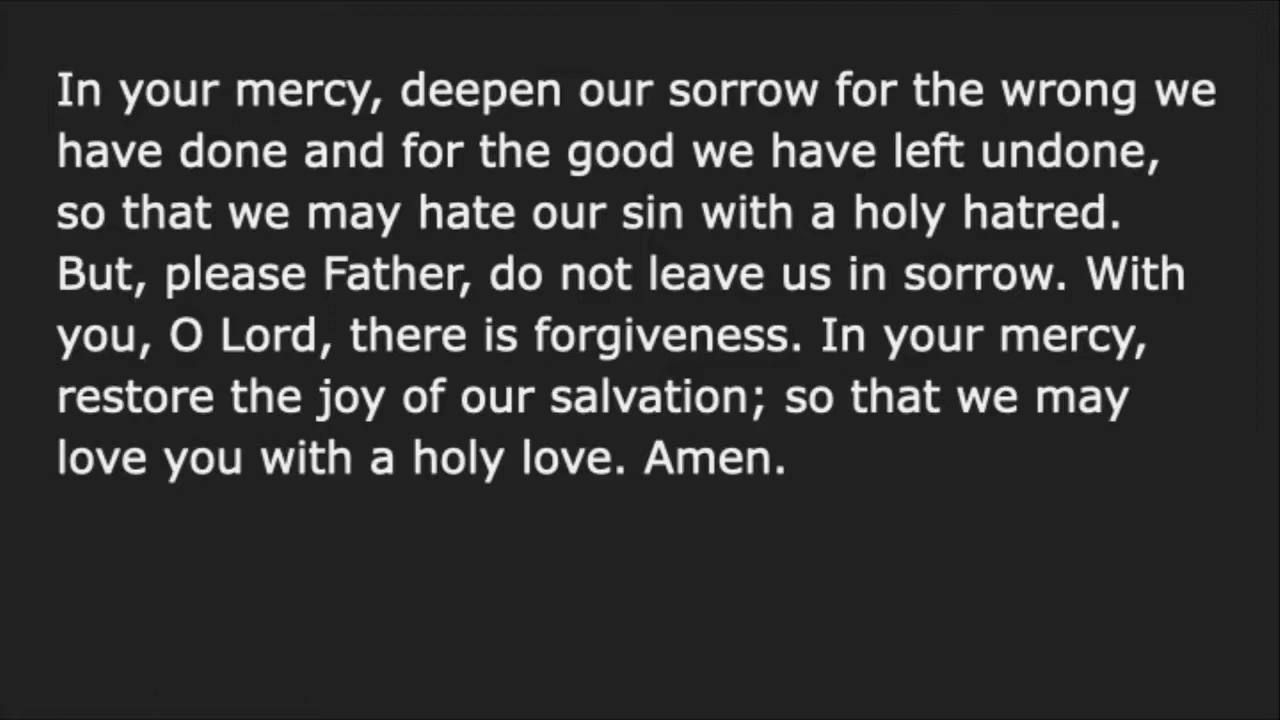 In your mercy, deepen our sorrow for the wrong we
have done and for the good we have left undone,
so that we may hate our sin with a holy hatred.
But, please Father, do not leave us in sorrow. With
you, O Lord, there is forgiveness. In your mercy,
restore the joy of our salvation; so that we may
love you with a holy love. Amen.